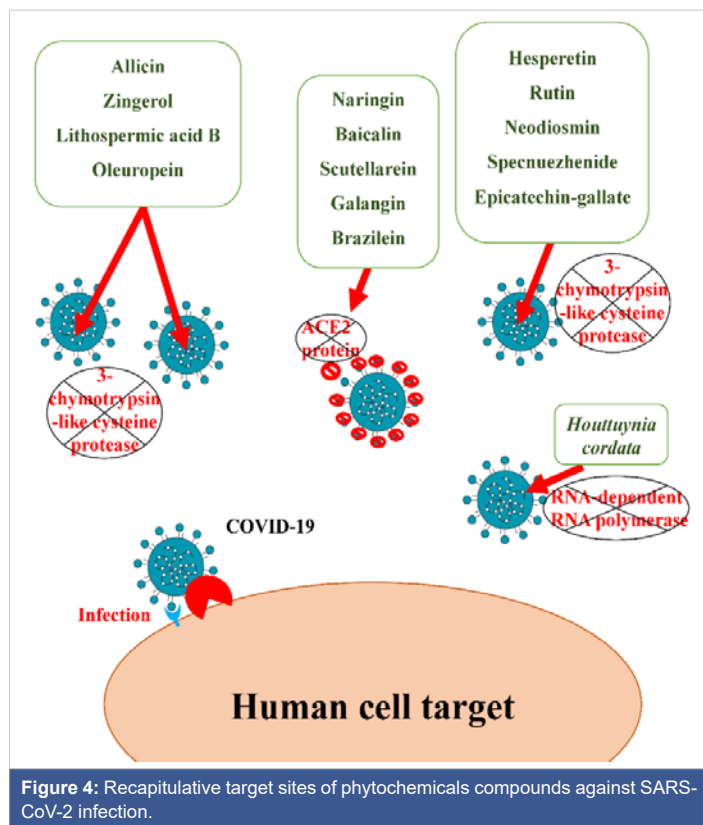 Allicin
Zingerol
Lithospermic acid B
Oleuropein
Naringin
Baicalin
Scutellarein
Galangin
Brazilein
Hesperetin
Rutin
Neodiosmin
Specnuezhenide
Epicatechin-gallate
3-
chymotrypsin
-like cysteine
protease
ACE2
protein
3-
chymotrypsin
-like cysteine
protease
Houttuynia
cordata
RNA-dependent
RNA polymerase
COVID-19
Infection
Human cell target
Figure 4: Recapitulative target sites of phytochemicals compounds against SARS-
CoV-2 infection.